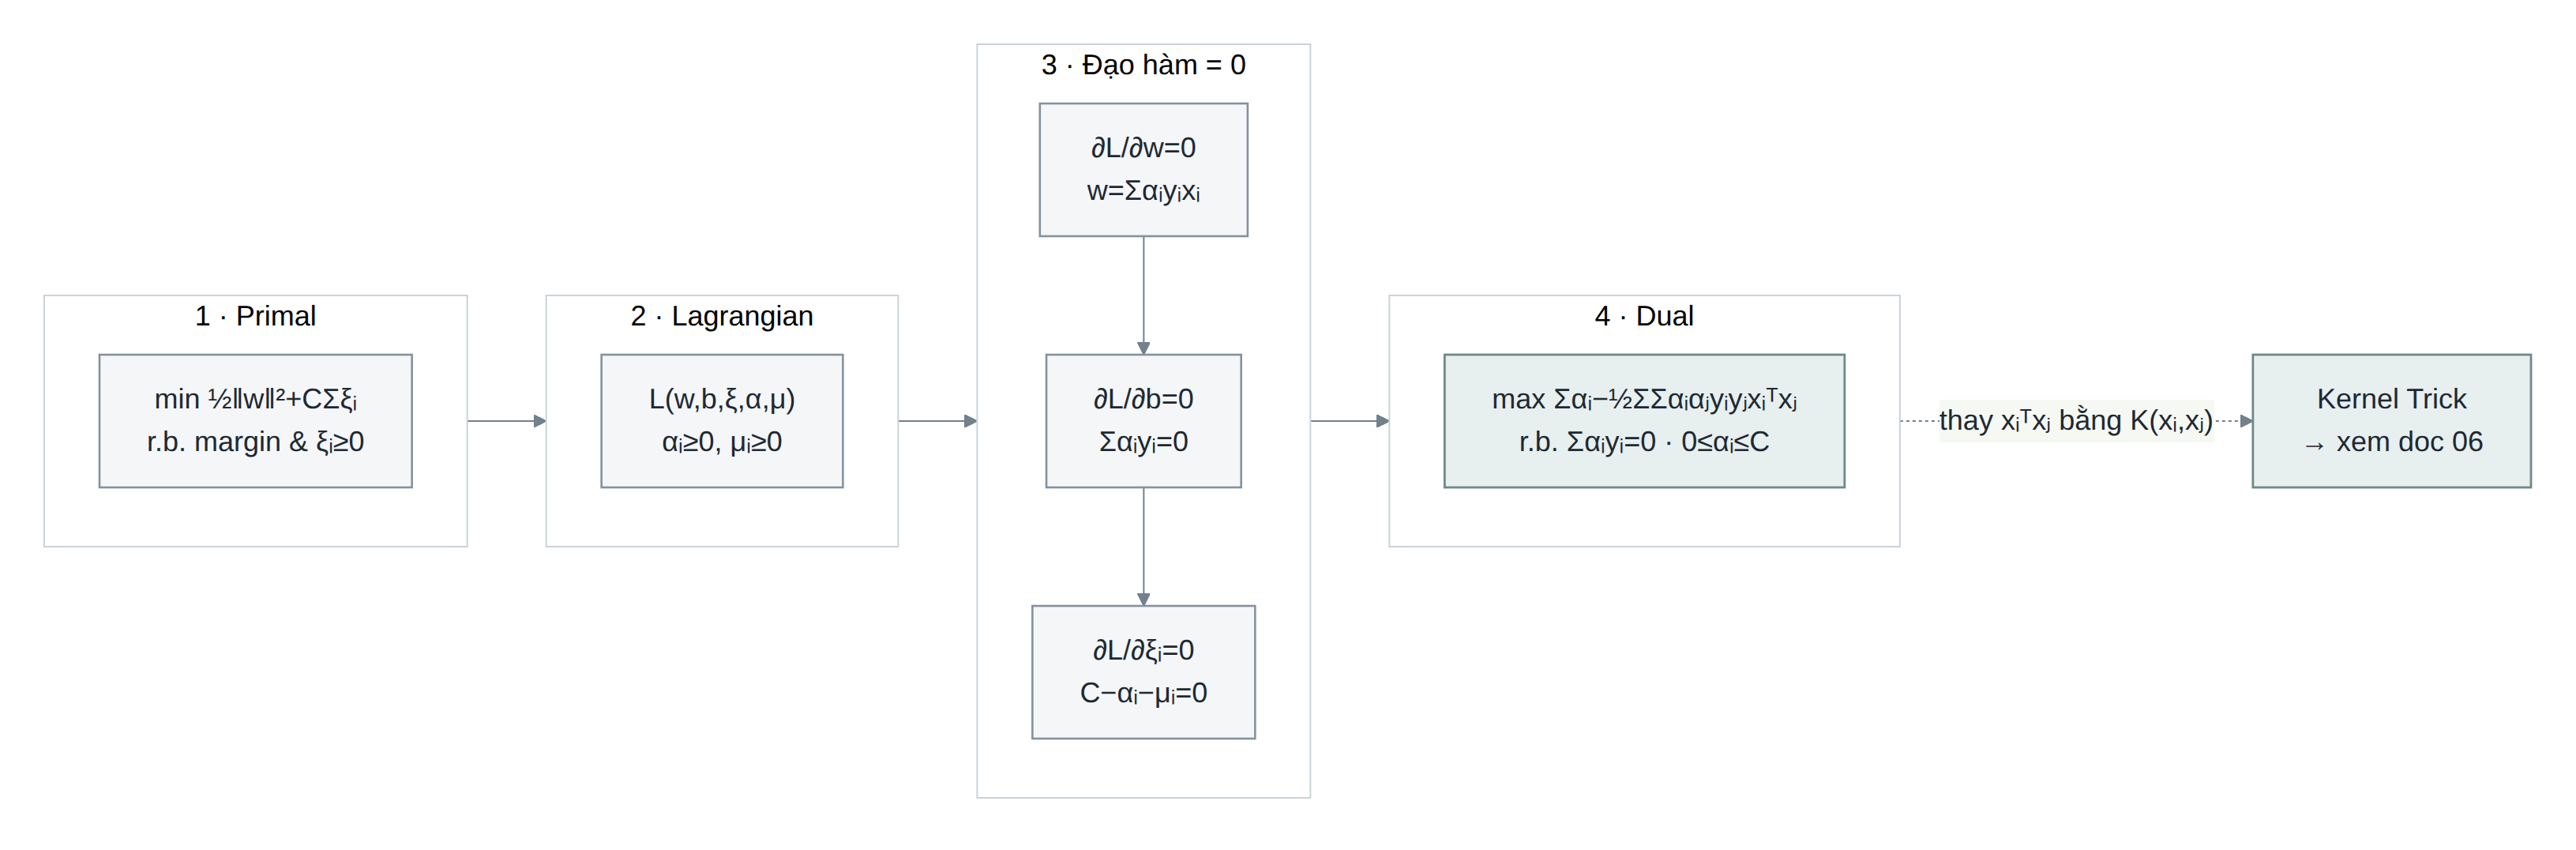 1 · Primal
min ½‖w‖²+CΣξᵢ
r.b. margin & ξᵢ≥0
2 · Lagrangian
L(w,b,ξ,α,μ)
αᵢ≥0, μᵢ≥0
3 · Đạo hàm = 0
∂L/∂w=0
w=Σαᵢyᵢxᵢ
∂L/∂b=0
Σαᵢyᵢ=0
∂L/∂ξᵢ=0
C−αᵢ−μᵢ=0
4 · Dual
max Σαᵢ−½ΣΣαᵢαⱼyᵢyⱼxᵢᵀxⱼ
r.b. Σαᵢyᵢ=0 · 0≤αᵢ≤C
thay xᵢᵀxⱼ bằng K(xᵢ,xⱼ)
Kernel Trick
→ xem doc 06